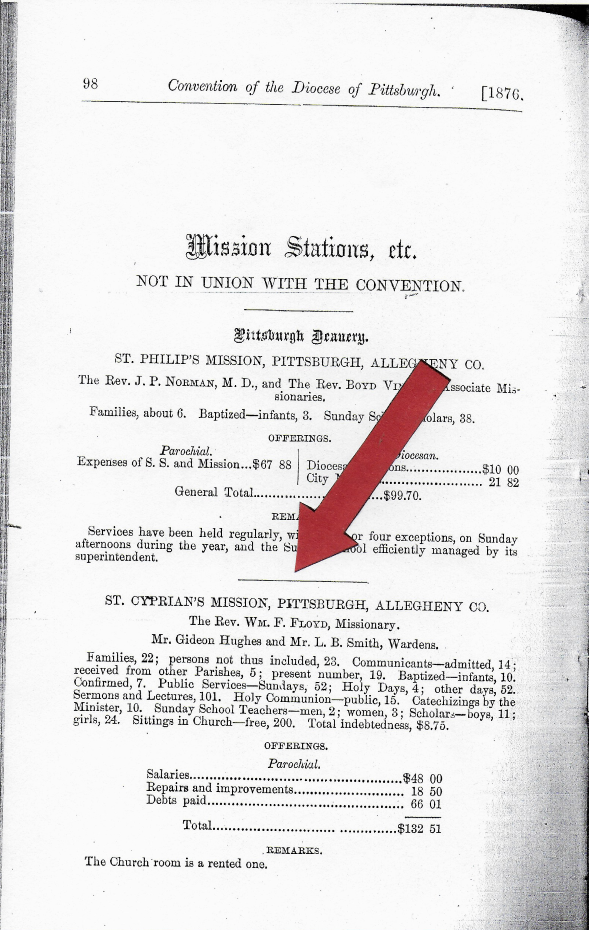 98 Convention of the Diocese of Pittsburgh. [1876.
Mission Stations, etc.
NOT IN UNION WITH THE CONVENTION.
Pittsburgh Deanery.
ST. PHILIP'S MISSION, PITTSBURGH, ALLEGHENY CO.
The Rev. J. P. NORMAN, M. D., and The Rev. BOYD Associate Mis-
sionaries.
Families, about 6. Baptized—infants, 3. Sunday 38.
OFFERINGS.
Parochial. Diocesan.
Expenses of S. S. and Mission...$67 88 $10 00
City 21 82
General Total $99.70.
Services have been held regularly, or four exceptions, on Sunday
afternoons during the year, and the efficiently managed by its
superintendent.
ST. CYPRIAN'S MISSION, PITTSBURGH, ALLEGHENY CO.
The Rev. WM. F. FLOYD, Missionary.
Mr. Gideon Hughes and Mr. L. B. Smith, Wardens.
Families, 22; persons not thus included, 23. Communicants—admitted, 14;
received from other Parishes, 5; present number, 19. Baptized—infants, 10.
Confirmed, 7. Public Services—Sundays, 52; Holy Days, 4; other days, 52.
Sermons and Lectures, 101. Holy Communion—public, 15. Catechizings by the
Minister, 10. Sunday School Teachers—men, 2; women, 3; Scholars—boys, 11;
girls, 24. Sittings in Church—free, 200. Total indebtedness, $8.75.
OFFERINGS.
Parochial.
Salaries $48 00
Repairs and improvements 18 50
Debts paid 66 01
Total $132 51
REMARKS.
The Church room is a rented one.